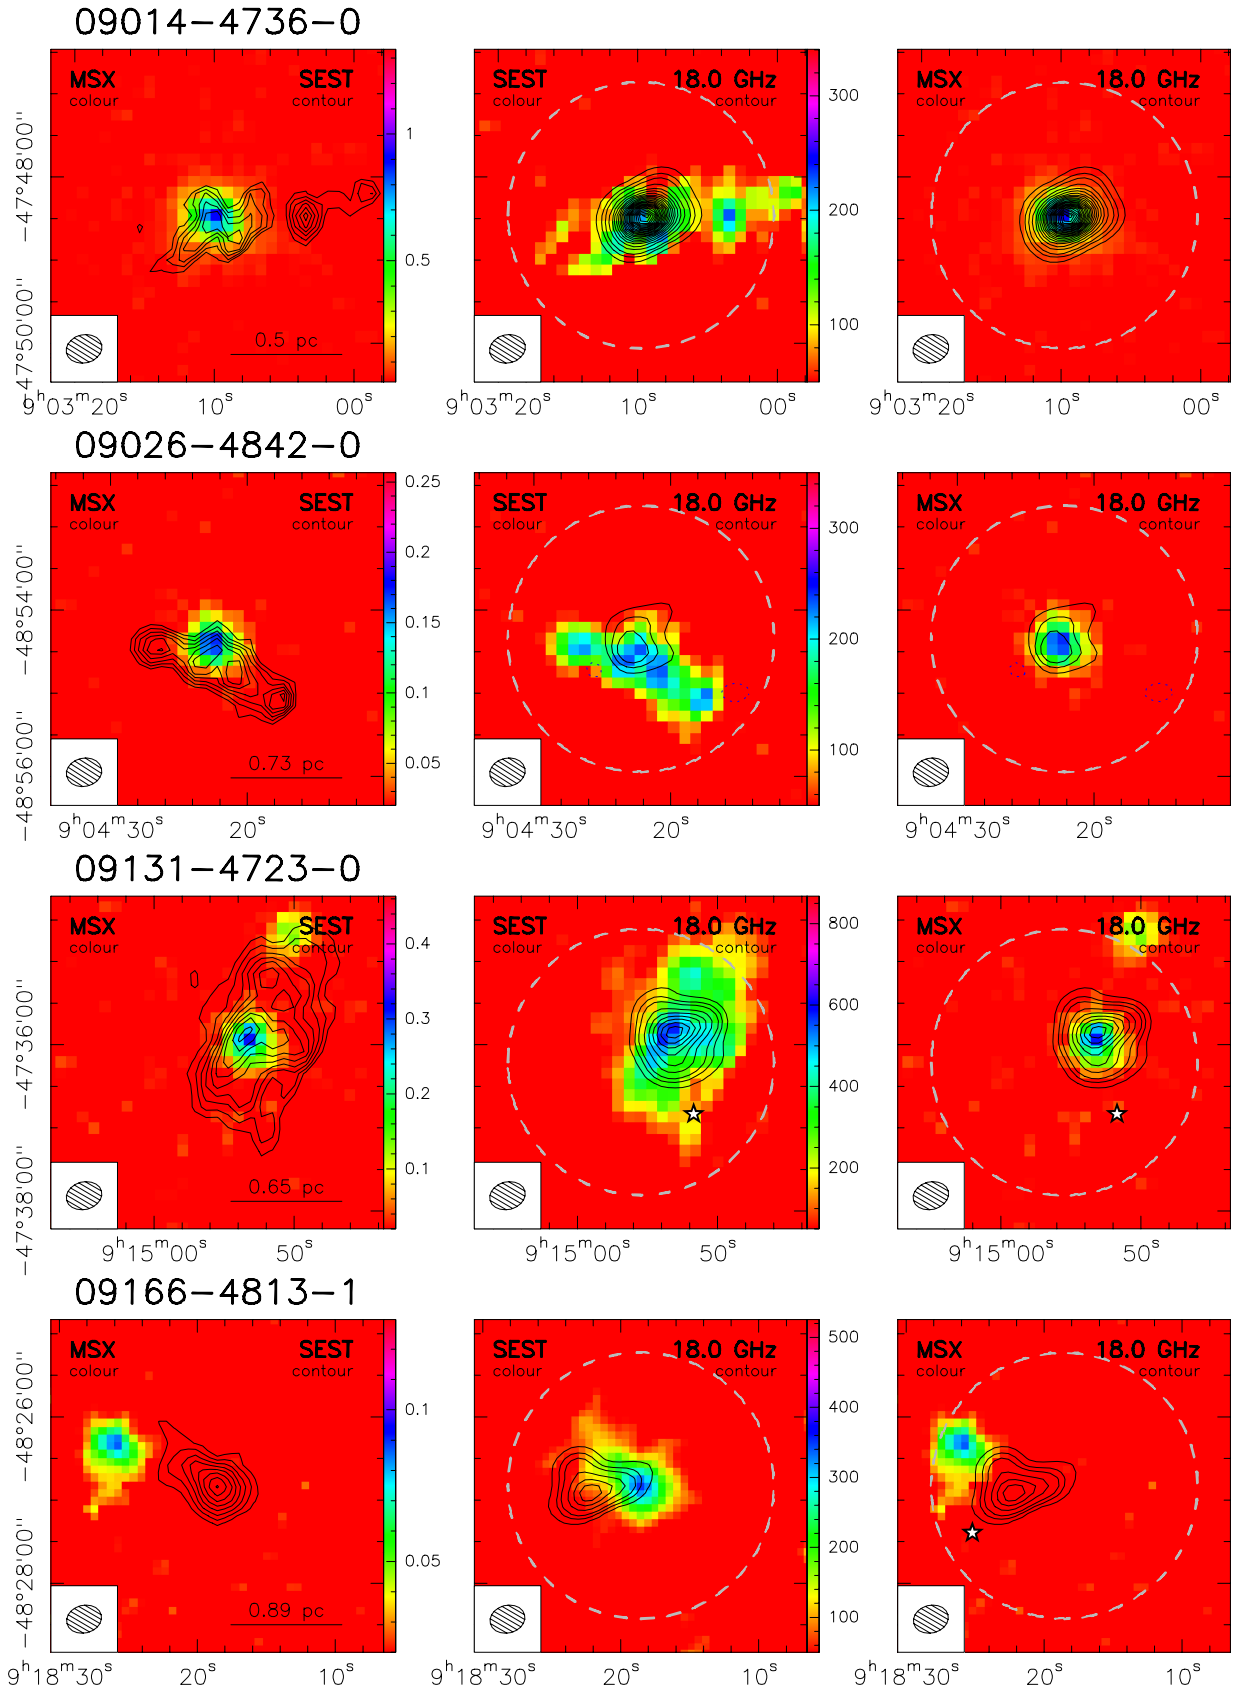 09014−4736−0
MSX SEST
colour contour
SEST 18.0 GHz
colour contour
MSX 18.0 GHz
colour contour
1
0.5
300
200
100
−47°48'00"
−47°50'00"
0.5 pc
9h03m20s 10s 00s
9h03m20s 10s 00s
9h03m20s 10s 00s
09026−4842−0
MSX SEST
colour contour
SEST 18.0 GHz
colour contour
MSX 18.0 GHz
colour contour
0.25
0.2
0.15
0.1
0.05
300
200
100
−48°54'00"
−48°56'00"
0.73 pc
9h04m30s 20s
9h04m30s 20s
9h04m30s 20s
09131−4723−0
MSX SEST
colour contour
SEST 18.0 GHz
colour contour
MSX 18.0 GHz
colour contour
0.4
0.3
0.2
0.1
800
600
400
200
−47°36'00"
−47°38'00"
0.65 pc
9h15m00s 50s
9h15m00s 50s
9h15m00s 50s
09166−4813−1
MSX SEST
colour contour
SEST 18.0 GHz
colour contour
MSX 18.0 GHz
colour contour
0.1
0.05
500
400
300
200
100
−48°26'00"
−48°28'00"
0.89 pc
9h18m30s 20s 10s
9h18m30s 20s 10s
9h18m30s 20s 10s